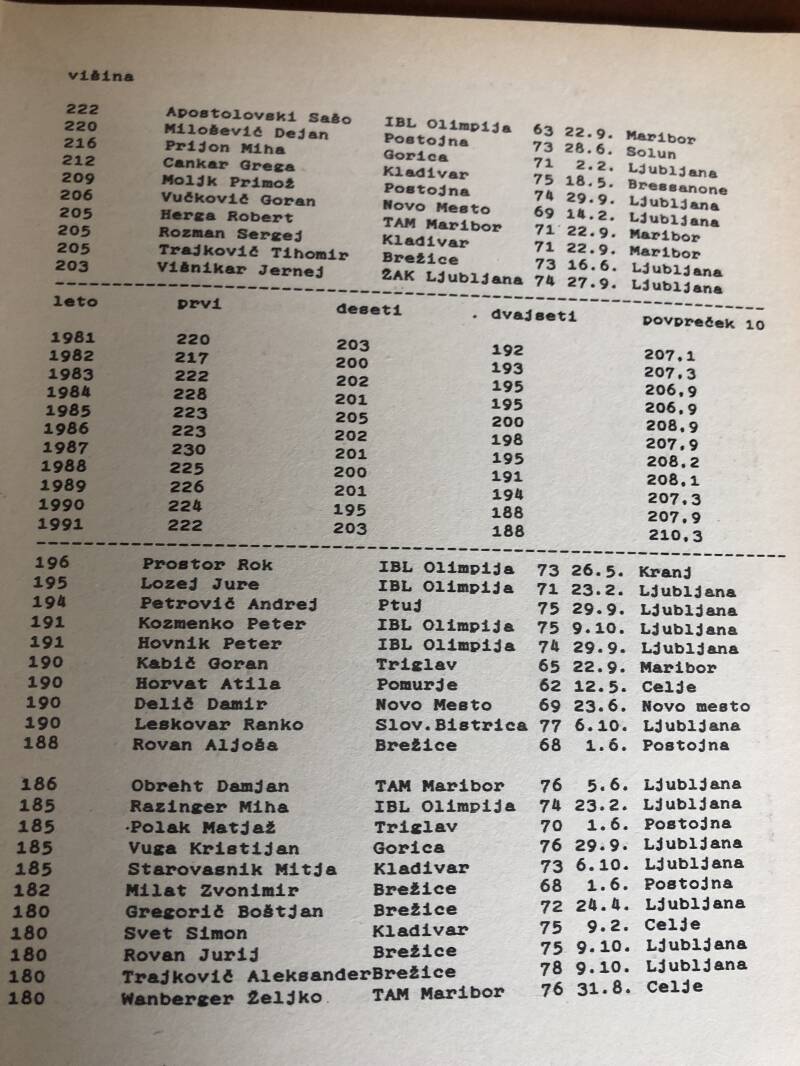 višina
222 Apostolovski Sašo IBL Olimpija 63 22.9. Maribor
220 Miloševič Dejan Postojna 73 28.6. Solun
216 Prijon Miha Gorica 71 2.2. Ljubljana
212 Cankar Grega Kladivar 75 18.5. Bressanone
209 Moljk Primož Postojna 74 29.9. Ljubljana
206 Vučkovič Goran Novo Mesto 69 14.2. Ljubljana
205 Herga Robert TAM Maribor 71 22.9. Maribor
205 Rozman Sergej Kladivar 71 22.9. Maribor
205 Trajkovič Tihomir Brežice 73 16.6. Ljubljana
203 Višnikar Jernej ŽAK Ljubljana 74 27.9. Ljubljana
leto prvi deseti . dvajseti povpreček 10
1981 220 203 192 207,1
1982 217 200 193 207,3
1983 222 202 195 206,9
1984 228 201 195 206,9
1985 223 205 200 208,9
1986 223 202 198 207,9
1987 230 201 195 208,2
1988 225 200 191 208,1
1989 226 201 194 207,3
1990 224 195 188 207,9
1991 222 203 188 210,3
196 Prostor Rok IBL Olimpija 73 26.5. Kranj
195 Lozej Jure IBL Olimpija 71 23.2. Ljubljana
194 Petrovič Andrej Ptuj 75 29.9. Ljubljana
191 Kozmenko Peter IBL Olimpija 75 9.10. Ljubljana
191 Hovnik Peter IBL Olimpija 74 29.9. Ljubljana
190 Kabič Goran Triglav 65 22.9. Maribor
190 Horvat Atila Pomurje 62 12.5. Celje
190 Delič Damir Novo Mesto 69 23.6. Novo mesto
190 Leskovar Ranko Slov.Bistrica 77 6.10. Ljubljana
188 Rovan Aljoša Brežice 68 1.6. Postojna
186 Obreht Damjan TAM Maribor 76 5.6. Ljubljana
185 Razinger Miha IBL Olimpija 74 23.2. Ljubljana
185 Polak Matjaž Triglav 70 1.6. Postojna
185 Vuga Kristijan Gorica 76 29.9. Ljubljana
185 Starovasnik Mitja Kladivar 73 6.10. Ljubljana
182 Milat Zvonimir Brežice 68 1.6. Postojna
180 Gregorič Boštjan Brežice 72 24.4. Ljubljana
180 Svet Simon Kladivar 75 9.2. Celje
180 Rovan Jurij Brežice 75 9.10. Ljubljana
180 Trajkovič Aleksander Brežice 78 9.10. Ljubljana
180 Wanberger Željko TAM Maribor 76 31.8. Celje